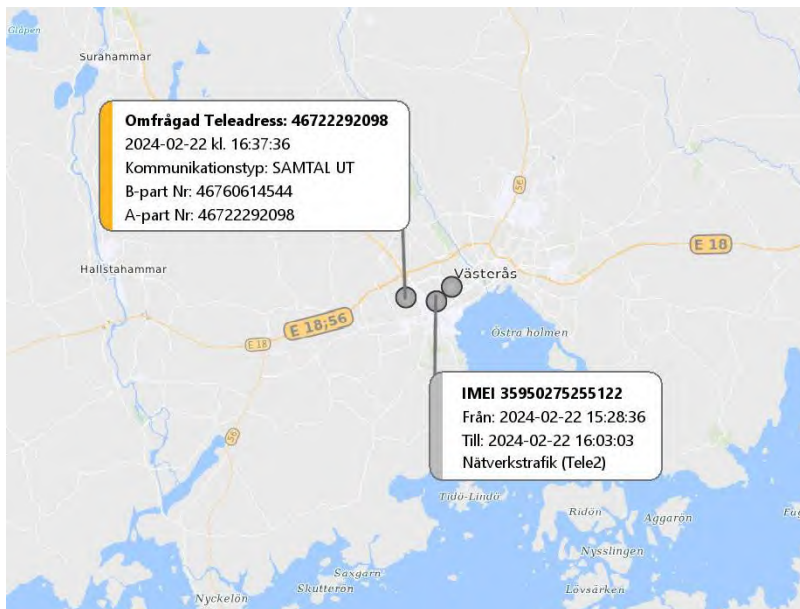 Gläpen
Surahammar
Omfrågad Teleadress: 46722292098
2024-02-22 kl. 16:37:36
Kommunikationstyp: SAMTAL UT
B-part Nr: 46760614544
A-part Nr: 46722292098
56
E 18
Hallstahammar
Västerås
E 18;56
E 18
Östra holmen
IMEI 35950275255122
Från: 2024-02-22 15:28:36
Till: 2024-02-22 16:03:03
Nätverkstrafik (Tele2)
56
Tidö-Lindö
Ridön
Aggarön
Nysslingen
Saxgarn
Skutterön
Lövsärken
Nyckelön